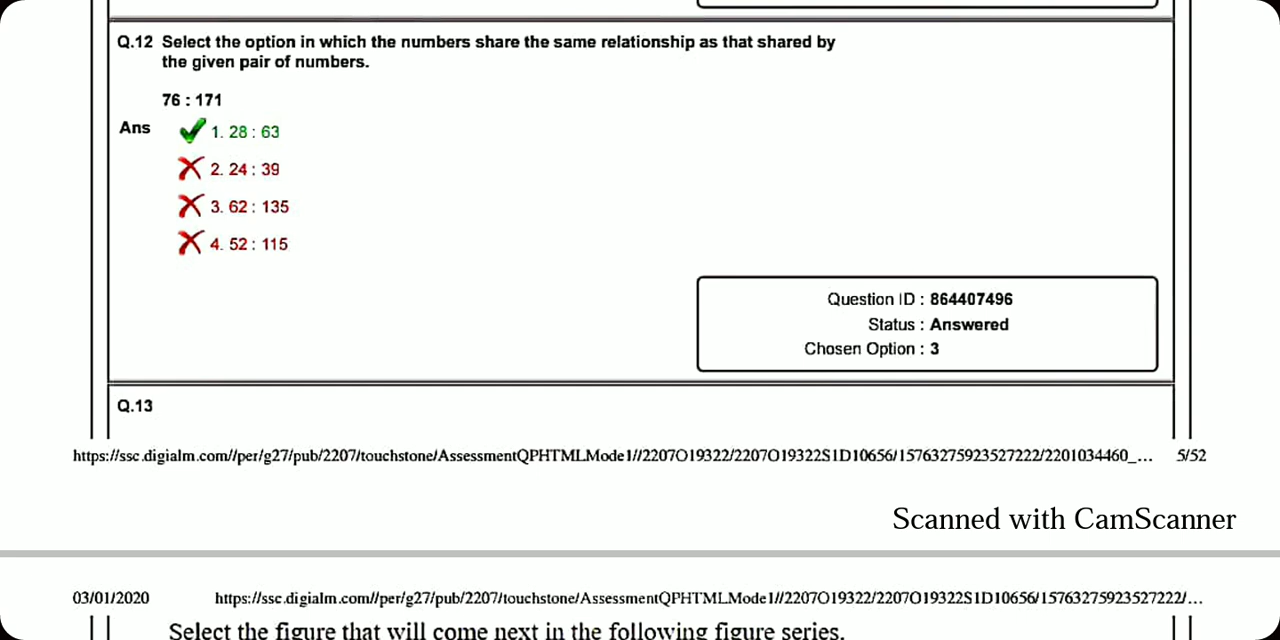 Q.12 Select the option in which the numbers share the same relationship as that shared by
the given pair of numbers.
76 : 171
Ans
1. 28 : 63
2. 24 : 39
3. 62 : 135
4. 52 : 115
Question ID : 864407496
Status : Answered
Chosen Option : 3
Q.13
https://ssc.digialm.com//per/g27/pub/2207/touchstone/AssessmentQPHTMLMode1//2207O19322/2207O19322S1D10656/15763275923527222/2201034460_... 5/52
Scanned with CamScanner
03/01/2020 https://ssc.digialm.com//per/g27/pub/2207/touchstone/AssessmentQPHTMLMode1//2207O19322/2207O19322S1D10656/15763275923527222/...
Select the figure that will come next in the following figure series.